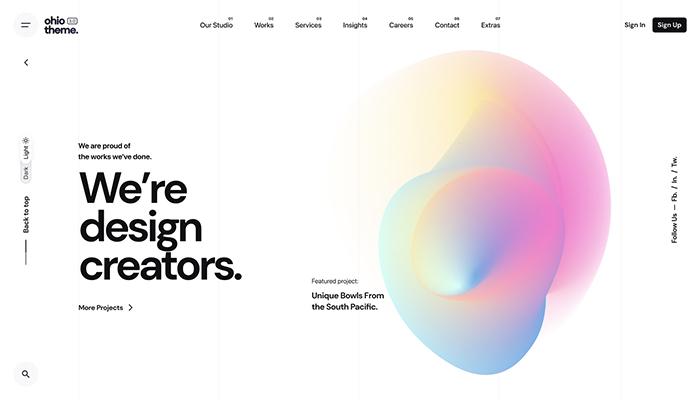 ohio
theme.
01
Our Studio
02
Works
03
Services
04
Insights
05
Careers
06
Contact
07
Extras
Sign In
Sign Up
Light
Dark
Back to top
We are proud of
the works we've done.
We're
design
creators.
More Projects
Featured project:
Unique Bowls From
the South Pacific.
Follow Us — Fb. / In. / Tw.